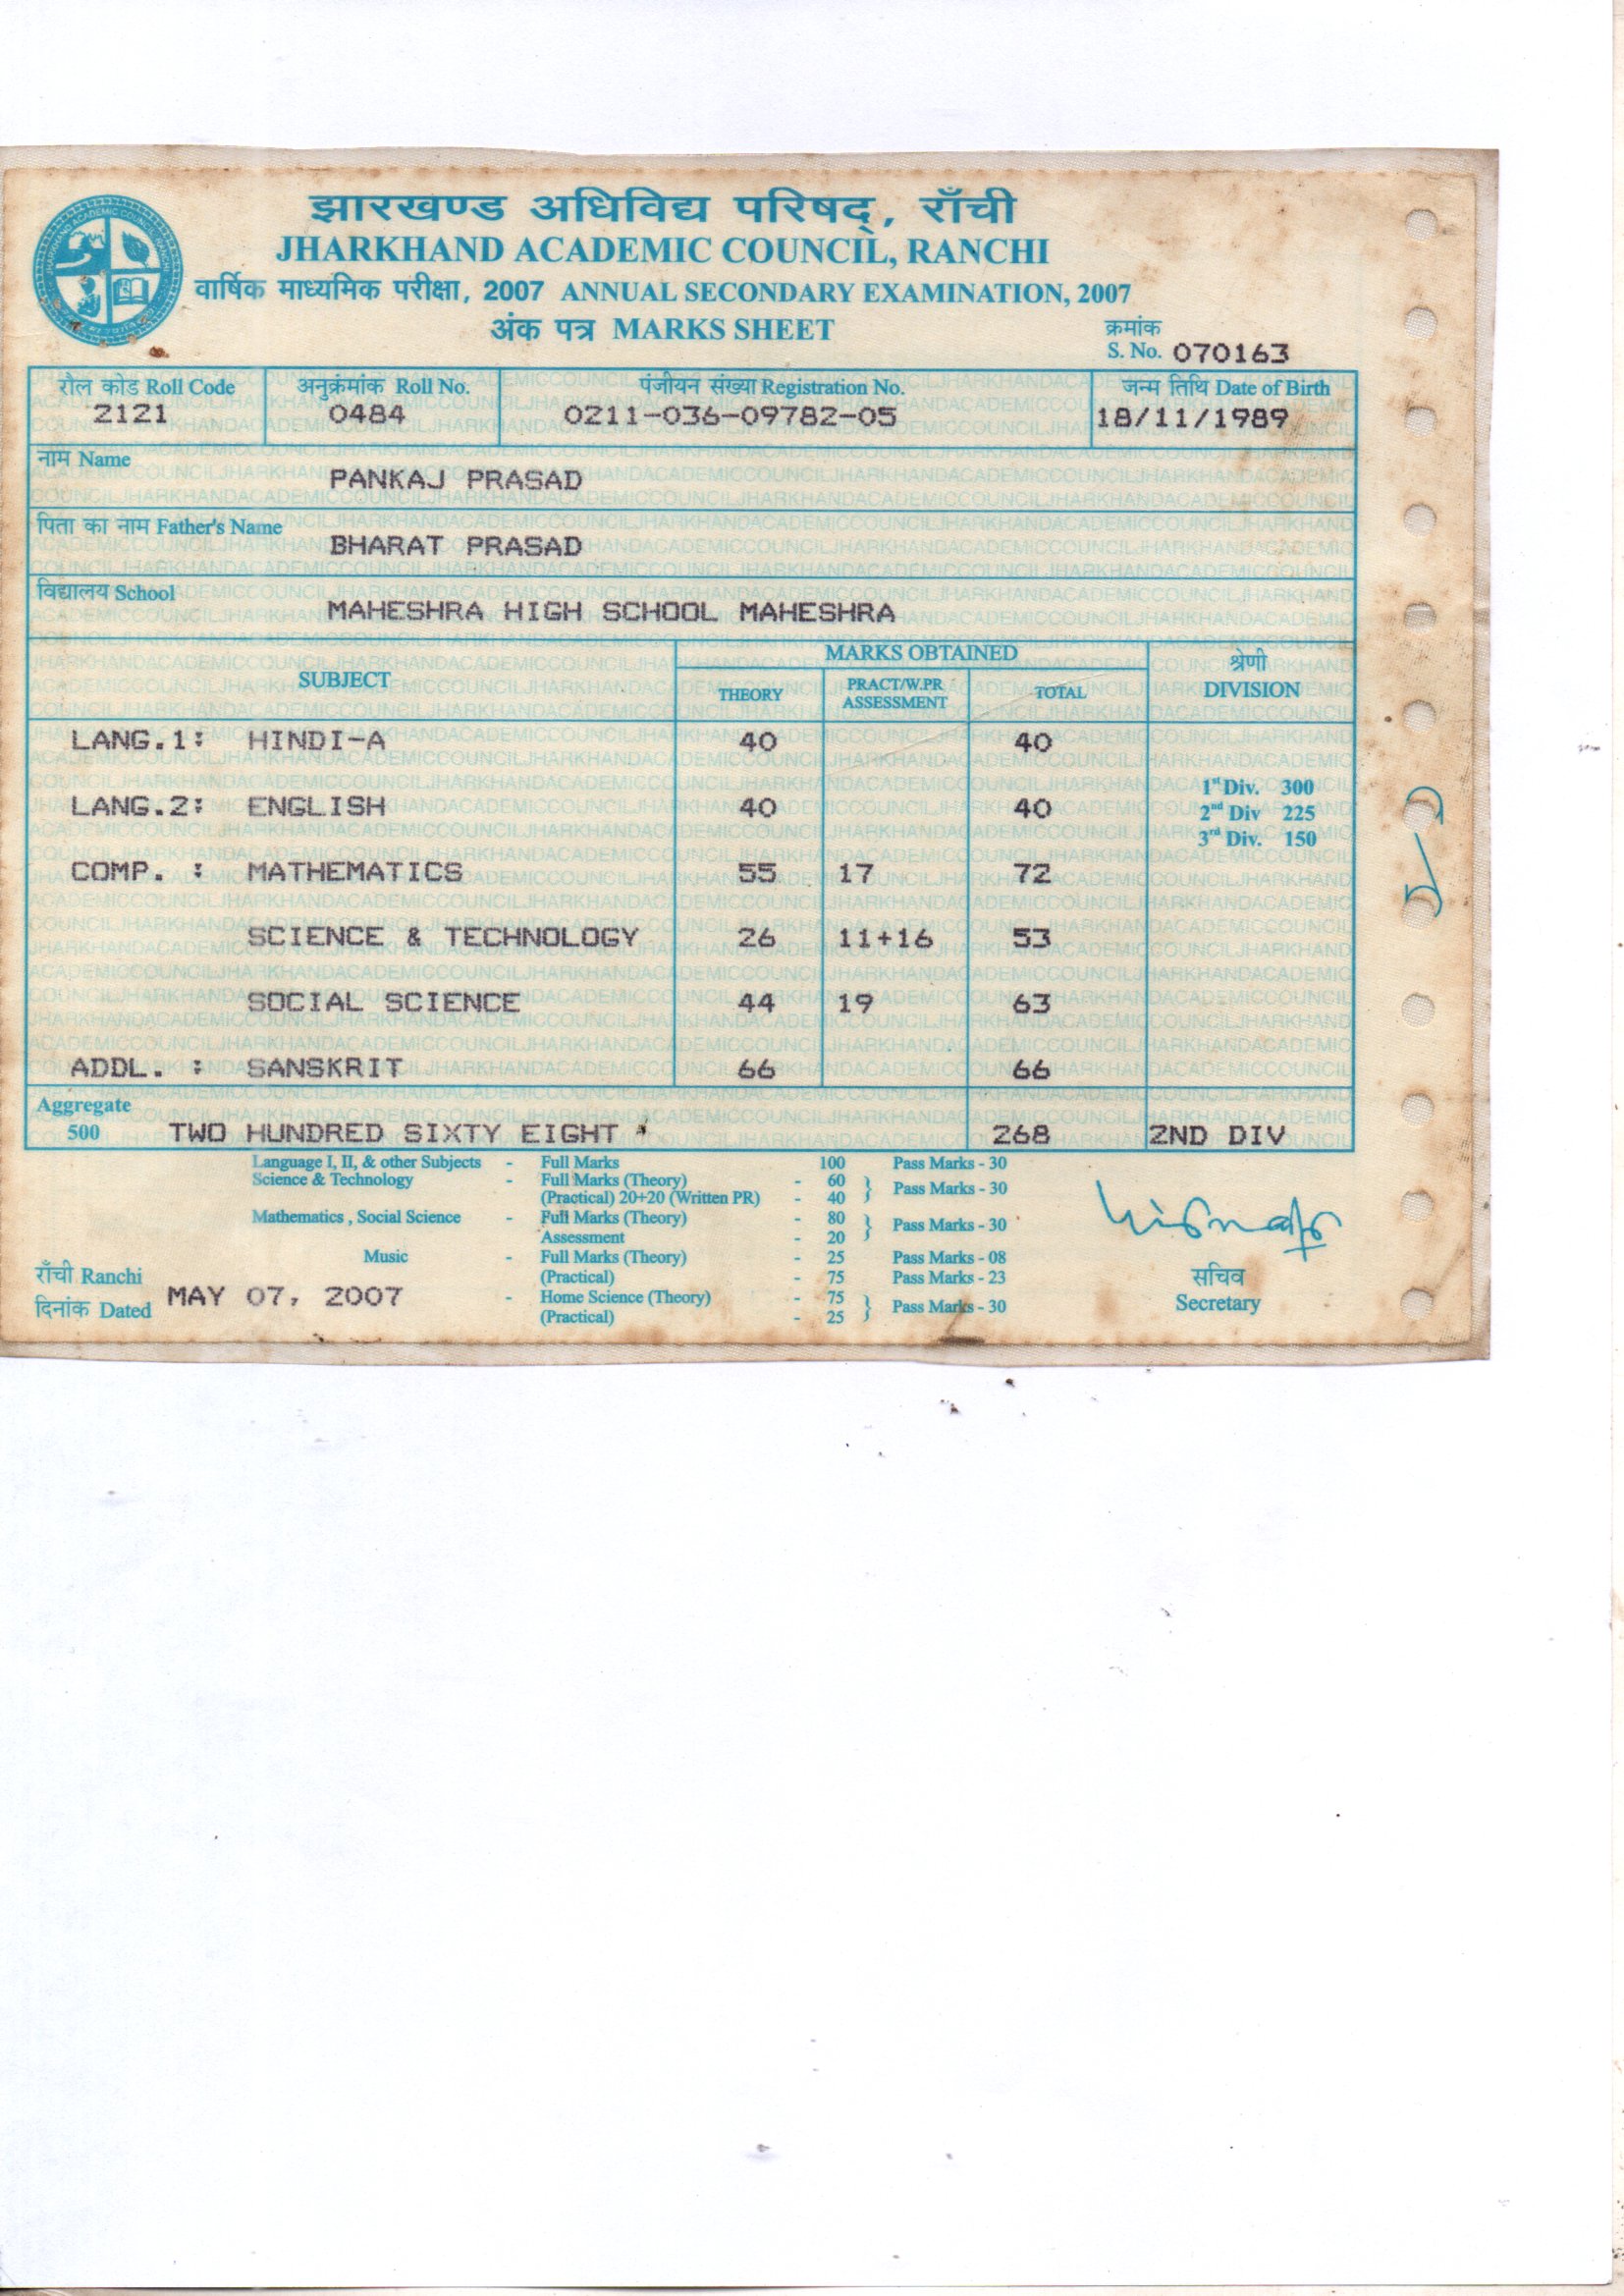 झारखण्ड अधिविद्य परिषद्, राँची
JHARKHAND ACADEMIC COUNCIL, RANCHI
वार्षिक माध्यमिक परीक्षा, 2007 ANNUAL SECONDARY EXAMINATION, 2007
अंक पत्र MARKS SHEET
क्रमांक
S. No. 070163
रौल कोड Roll Code अनुक्रंमांक Roll No. पंजीयन संख्या Registration No. जन्म तिथि Date of Birth
2121 0484 0211-036-09782-05 18/11/1989
नाम Name
PANKAJ PRASAD
पिता का नाम Father's Name
BHARAT PRASAD
विद्यालय School
MAHESHRA HIGH SCHOOL MAHESHRA
MARKS OBTAINED
SUBJECT THEORY PRACT/W.PR ASSESSMENT TOTAL श्रेणी DIVISION
LANG.1: HINDI-A 40 40
1st Div. 300
LANG.2: ENGLISH 40 40 2nd Div 225
3rd Div. 150
COMP. : MATHEMATICS 55 17 72
SCIENCE & TECHNOLOGY 26 11+16 53
SOCIAL SCIENCE 44 19 63
ADDL. : SANSKRIT 66 66
Aggregate
500 TWO HUNDRED SIXTY EIGHT 268 2ND DIV
Language I, II, & other Subjects - Full Marks 100 Pass Marks - 30
Science & Technology - Full Marks (Theory) - 60 } Pass Marks - 30
(Practical) 20+20 (Written PR) - 40
Mathematics , Social Science - Full Marks (Theory) - 80 } Pass Marks - 30
Assessment - 20
Music - Full Marks (Theory) - 25 Pass Marks - 08
(Practical) - 75 Pass Marks - 23
- Home Science (Theory) - 75 } Pass Marks - 30
(Practical) - 25
राँची Ranchi
दिनांक Dated MAY 07, 2007
सचिव
Secretary